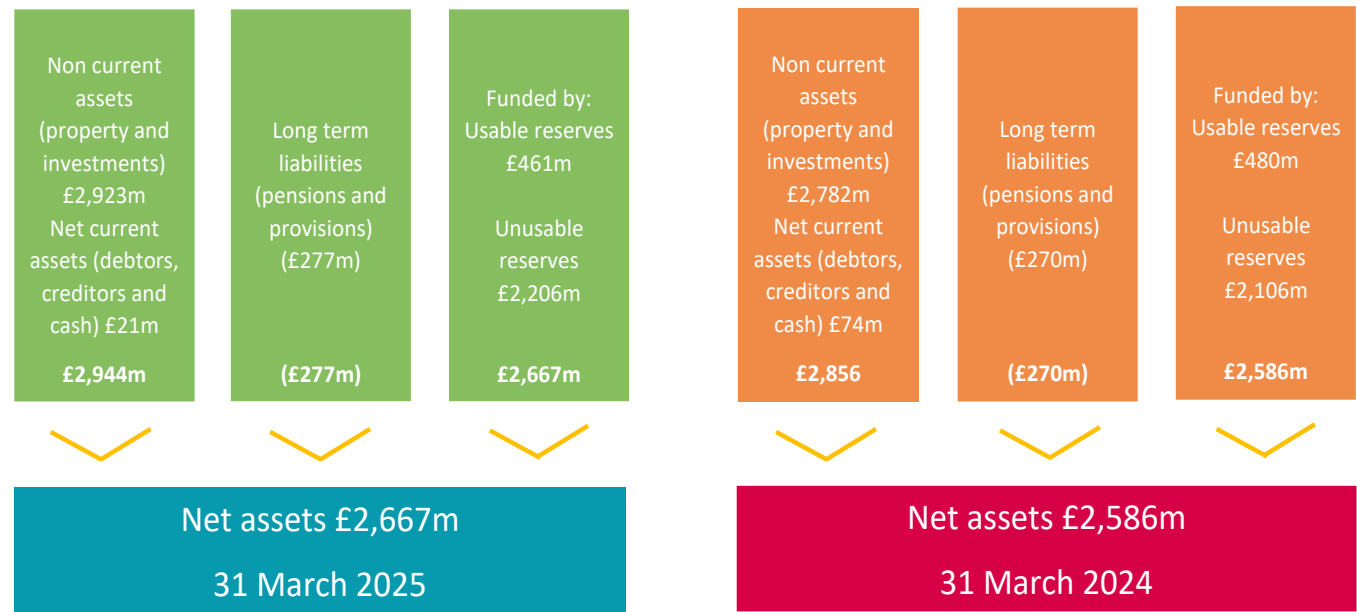 Non current
assets
(property and
investments)
£2,923m
Net current
assets (debtors,
creditors and
cash) £21m
£2,944m
Long term
liabilities
(pensions and
provisions)
(£277m)
(£277m)
Funded by:
Usable reserves
£461m
Unusable
reserves
£2,206m
£2,667m
Net assets £2,667m
31 March 2025
Non current
assets
(property and
investments)
£2,782m
Net current
assets (debtors,
creditors and
cash) £74m
£2,856
Long term
liabilities
(pensions and
provisions)
(£270m)
(£270m)
Funded by:
Usable reserves
£480m
Unusable
reserves
£2,106m
£2,586m
Net assets £2,586m
31 March 2024